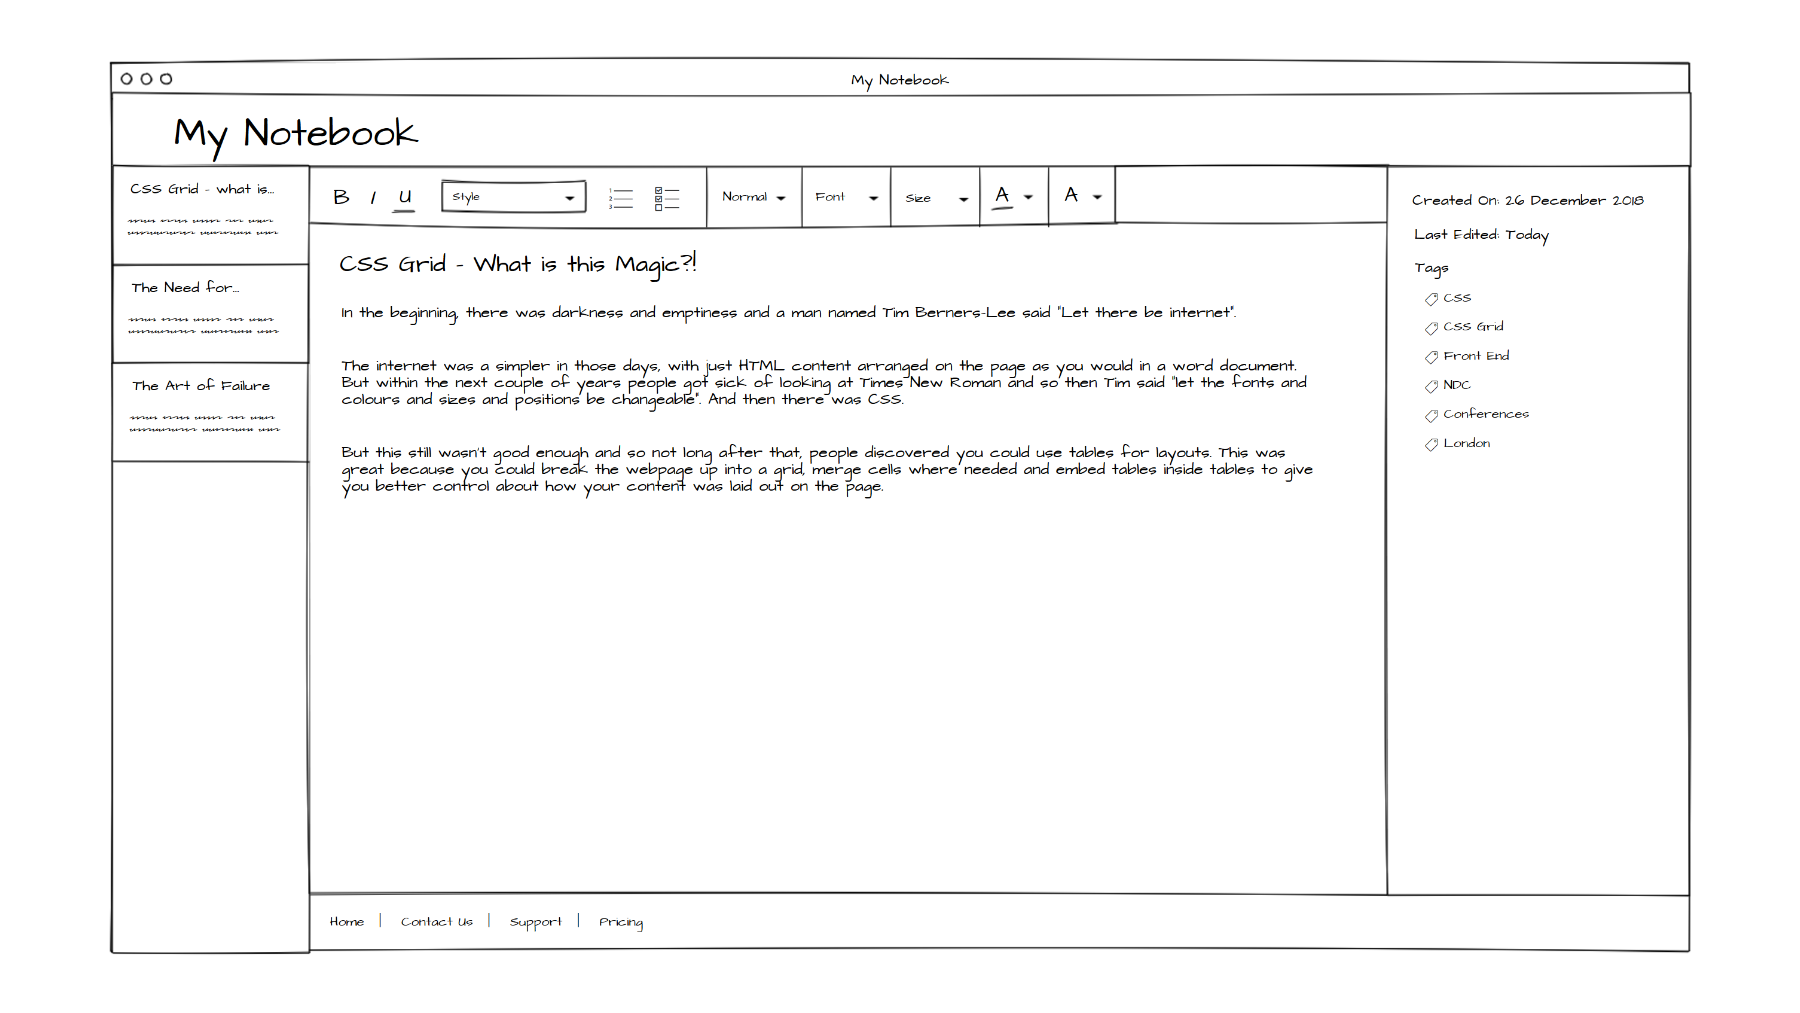 My Notebook
My Notebook
CSS Grid - what is...
The Need for...
The Art of Failure
B I U Style
1
2
3
Normal Font Size A A
CSS Grid - What is this Magic?!
In the beginning, there was darkness and emptiness and a man named Tim Berners-Lee said "Let there be internet".
The internet was a simpler in those days, with just HTML content arranged on the page as you would in a word document.
But within the next couple of years people got sick of looking at Times New Roman and so then Tim said "let the fonts and
colours and sizes and positions be changeable". And then there was CSS.
But this still wasn't good enough and so not long after that, people discovered you could use tables for layouts. This was
great because you could break the webpage up into a grid, merge cells where needed and embed tables inside tables to give
you better control about how your content was laid out on the page.
Created On: 26 December 2018
Last Edited: Today
Tags
CSS
CSS Grid
Front End
NDC
Conferences
London
Home | Contact Us | Support | Pricing